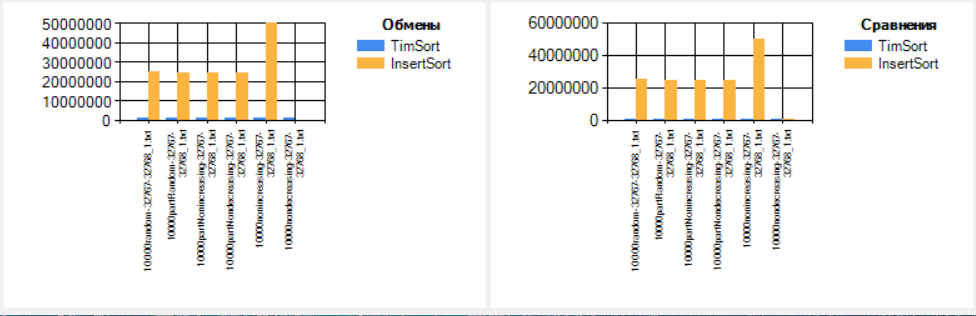 Обмены
TimSort
InsertSort
50000000
40000000
30000000
20000000
10000000
0
10000random-32767-32768_1.txt
10000partRandom-32767-
32768_1.txt
10000partNonincreasing-32767-
32768_1.txt
10000partNondecreasing-32767-
32768_1.txt
10000nonincreasing-32767-
32768_1.txt
10000nondecreasing-32767-
32768_1.txt
Сравнения
TimSort
InsertSort
60000000
40000000
20000000
0
10000random-32767-32768_1.txt
10000partRandom-32767-
32768_1.txt
10000partNonincreasing-32767-
32768_1.txt
10000partNondecreasing-32767-
32768_1.txt
10000nonincreasing-32767-
32768_1.txt
10000nondecreasing-32767-
32768_1.txt